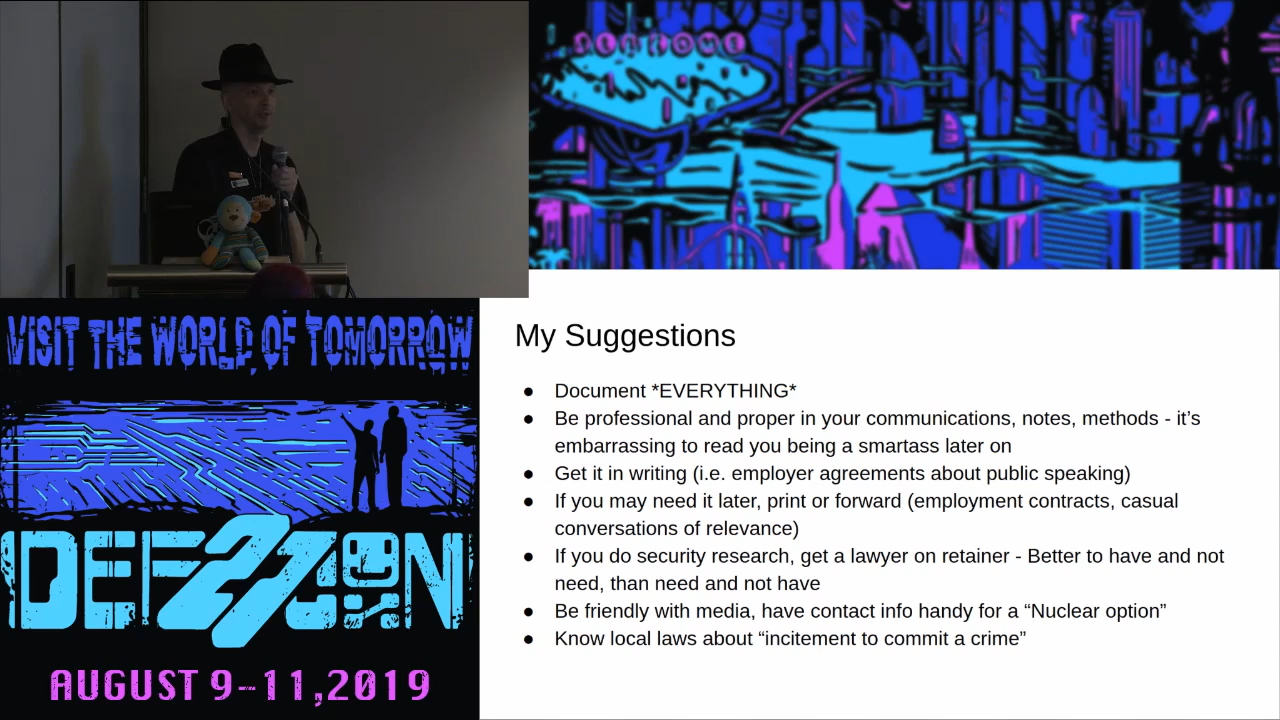 WELCOME
VISIT THE WORLD OF TOMORROW
DEF27CON
AUGUST 9-11,2019
My Suggestions
● Document *EVERYTHING*
● Be professional and proper in your communications, notes, methods - it’s
embarrassing to read you being a smartass later on
● Get it in writing (i.e. employer agreements about public speaking)
● If you may need it later, print or forward (employment contracts, casual
conversations of relevance)
● If you do security research, get a lawyer on retainer - Better to have and not
need, than need and not have
● Be friendly with media, have contact info handy for a “Nuclear option”
● Know local laws about “incitement to commit a crime”